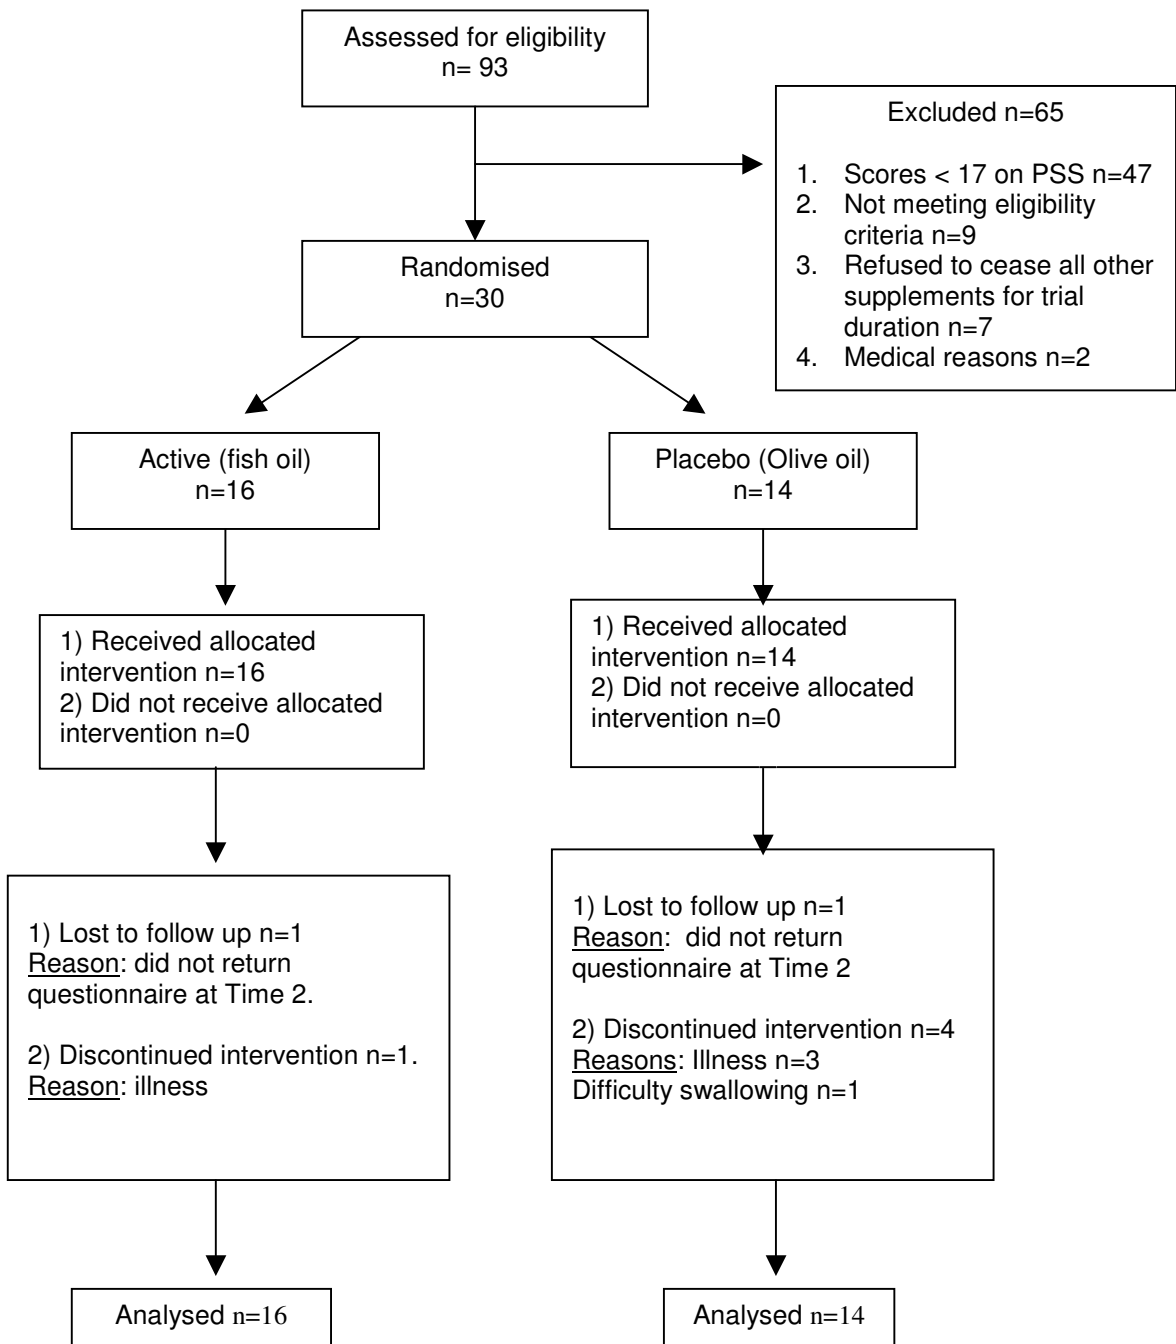 Assessed for eligibility
n= 93
Excluded n=65
1. Scores < 17 on PSS n=47
2. Not meeting eligibility
criteria n=9
3. Refused to cease all other
supplements for trial
duration n=7
4. Medical reasons n=2
Randomised
n=30
Active (fish oil)
n=16
Placebo (Olive oil)
n=14
1) Received allocated
intervention n=16
2) Did not receive allocated
intervention n=0
1) Received allocated
intervention n=14
2) Did not receive allocated
intervention n=0
1) Lost to follow up n=1
Reason: did not return
questionnaire at Time 2.
2) Discontinued intervention n=1.
Reason: illness
1) Lost to follow up n=1
Reason: did not return
questionnaire at Time 2
2) Discontinued intervention n=4
Reasons: Illness n=3
Difficulty swallowing n=1
Analysed n=16
Analysed n=14